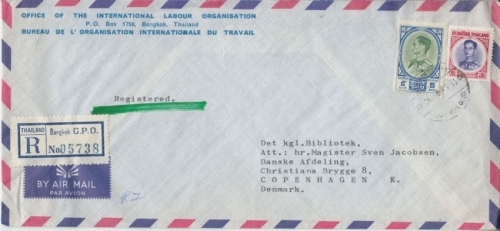 OFFICE OF THE INTERNATIONAL LABOUR ORGANISATION
P. O. Box 1759, Bangkok, Thailand
BUREAU DE L'ORGANISATION INTERNATIONALE DU TRAVAIL
Registered.
THAILAND Bangkok G.P.O.
R No 05738
BY AIR MAIL
PAR AVION
Det kgl.Bibliotek,
Att.: hr.Magister Sven Jacobsen,
Danske Afdeling,
Christians Brygge 8,
COPENHAGEN K.
Denmark.